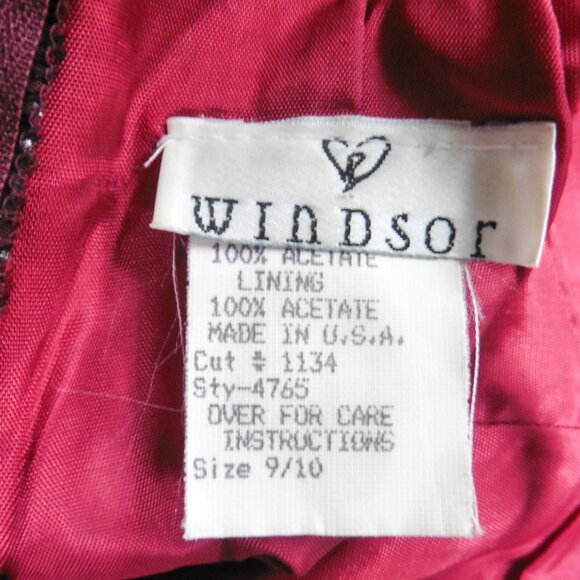 WINDSOR
100% ACETATE
LINING
100% ACETATE
MADE IN U.S.A.
Cut # 1134
Sty-4765
OVER FOR CARE
INSTRUCTIONS
Size 9/10